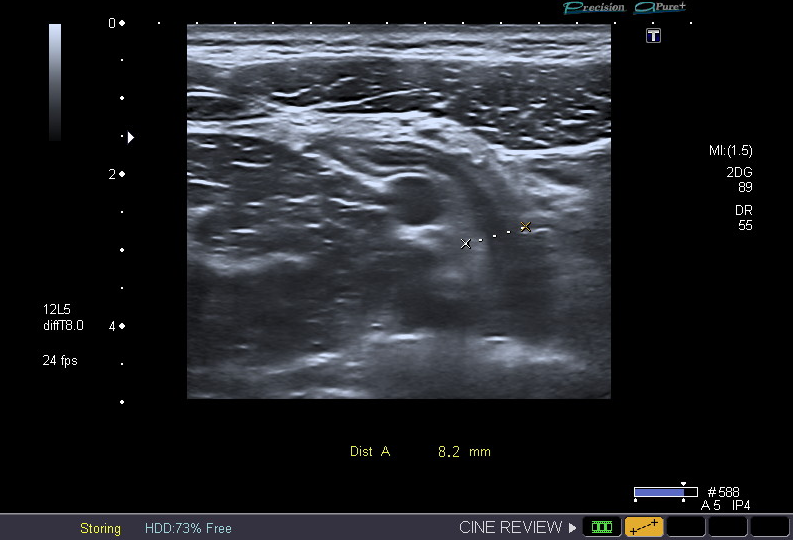 Precision APure+
0
T
MI:(1.5)
2DG
89
DR
55
2
12L5
diffT8.0
4
24 fps
Dist A 8.2 mm
#588
A 5 IP4
Storing HDD:73% Free CINE REVIEW